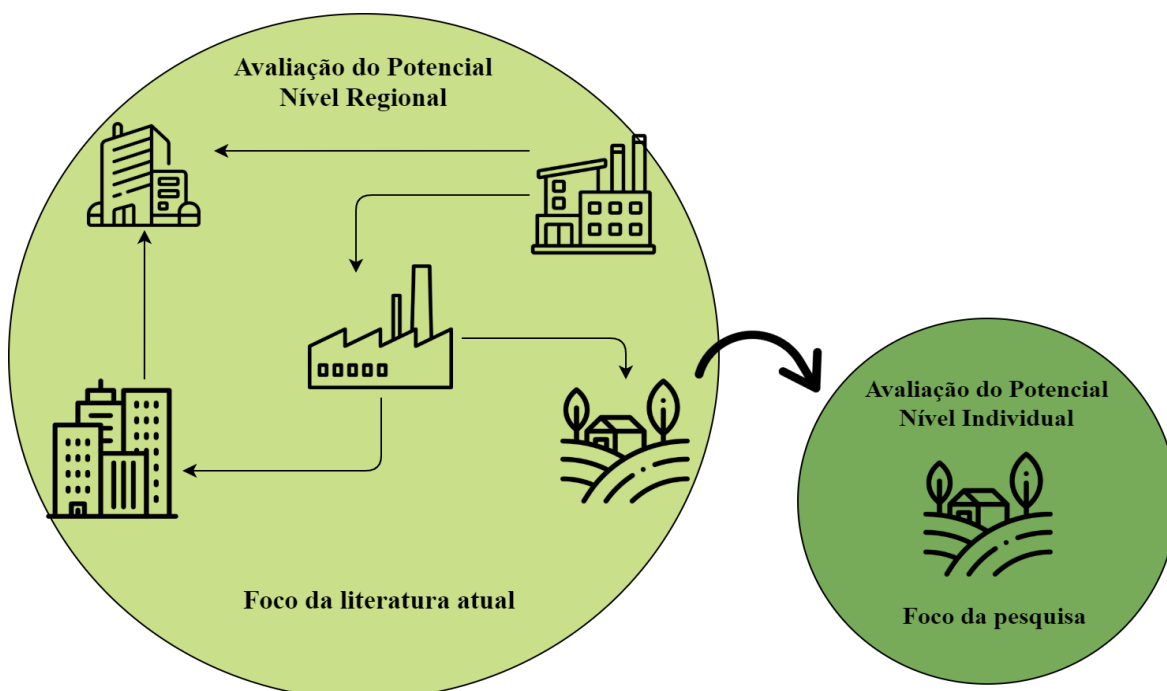 Avaliação do Potencial
Nível Regional
Foco da literatura atual
Avaliação do Potencial
Nível Individual
Foco da pesquisa